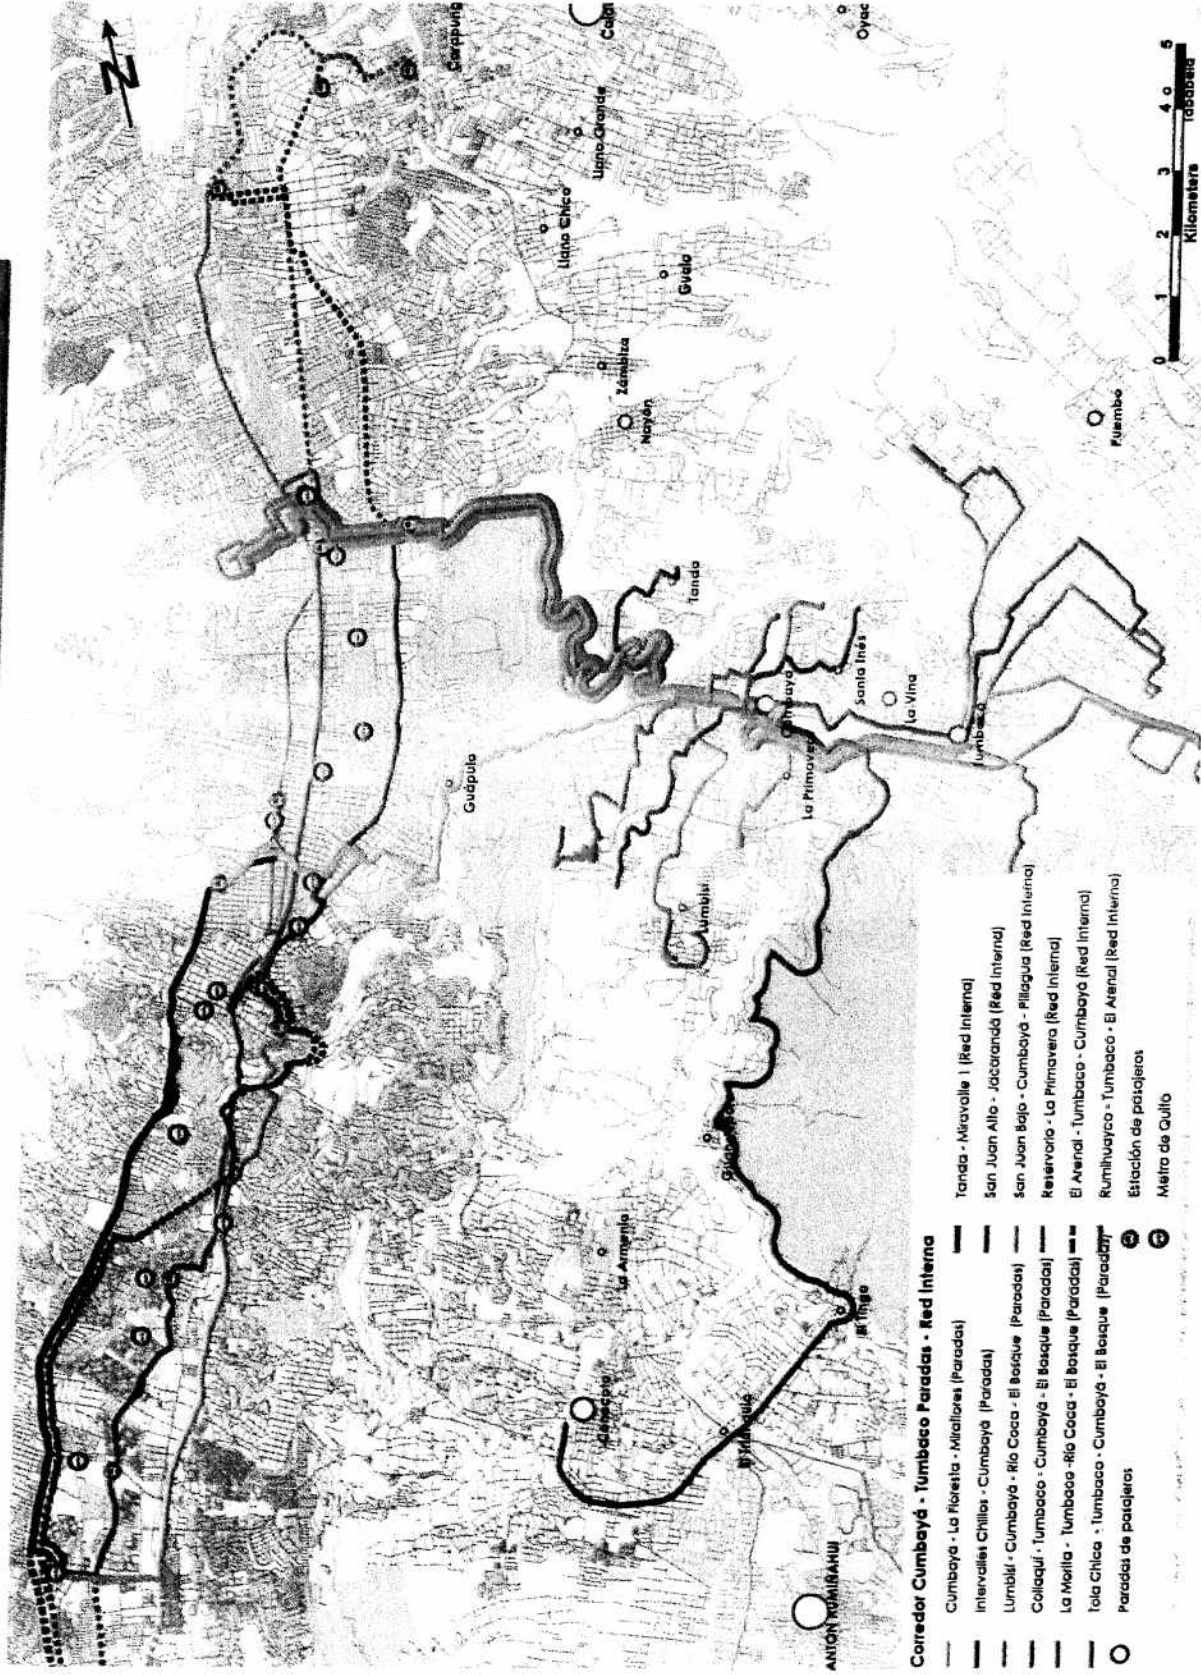 N
Carapung
Calde
Oyac
Llano Grande
Llano Chico
Gualo
Zámbiza
Nayón
Puembo
Tababela
0 1 2 3 4 5
Kilometers
Tanda
Guápulo
Cumbayá
Santa Inés
La Viña
Tumbaco
La Primavera
Lumbisí
La Armenia
El Tingo
Conocoto
ANTON RUMIÑAHUI
Corredor Cumbayá - Tumbaco Paradas - Red Interna
Cumbayá - La Floresta - Miraflores (Paradas)
Intervalles Chillos - Cumbayá (Paradas)
Lumbisí - Cumbayá - Río Coca - El Bosque (Paradas)
Collaquí - Tumbaco - Cumbayá - El Bosque (Paradas)
La Morita - Tumbaco - Río Coca - El Bosque (Paradas)
Tola Chica - Tumbaco - Cumbayá - El Bosque (Paradas)
Paradas de pasajeros
Tanda - Miravalle 1 (Red Interna)
San Juan Alto - Jacaranda (Red Interna)
San Juan Bajo - Cumbayá - Pillagua (Red Interna)
Reservorio - La Primavera (Red Interna)
El Arenal - Tumbaco - Cumbayá (Red Interna)
Rumihuayco - Tumbaco - El Arenal (Red Interna)
Estación de pasajeros
Metro de Quito